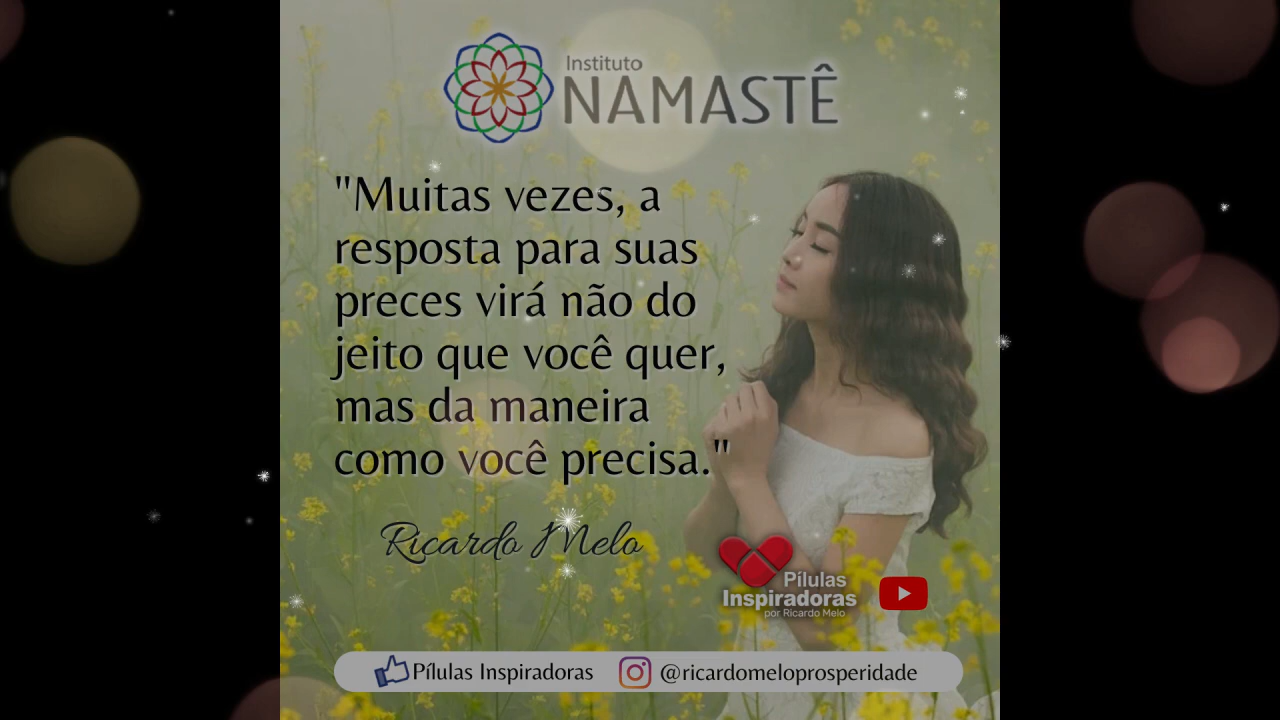 Instituto
NAMASTÊ
"Muitas vezes, a
resposta para suas
preces virá não do
jeito que você quer,
mas da maneira
como você precisa."
Ricardo Melo
Pílulas
Inspiradoras
por Ricardo Melo
Pílulas Inspiradoras @ricardomeloprosperidade